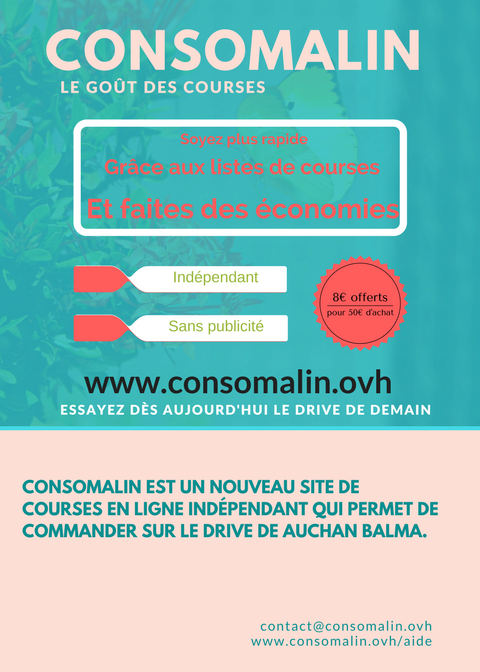 CONSOMALIN
LE GOÛT DES COURSES
Soyez plus rapide
Grâce aux listes de courses
Et faites des économies
Indépendant
Sans publicité
8€ offerts
pour 50€ d'achat
www.consomalin.ovh
ESSAYEZ DÈS AUJOURD'HUI LE DRIVE DE DEMAIN
CONSOMALIN EST UN NOUVEAU SITE DE
COURSES EN LIGNE INDÉPENDANT QUI PERMET DE
COMMANDER SUR LE DRIVE DE AUCHAN BALMA.
contact@consomalin.ovh
www.consomalin.ovh/aide